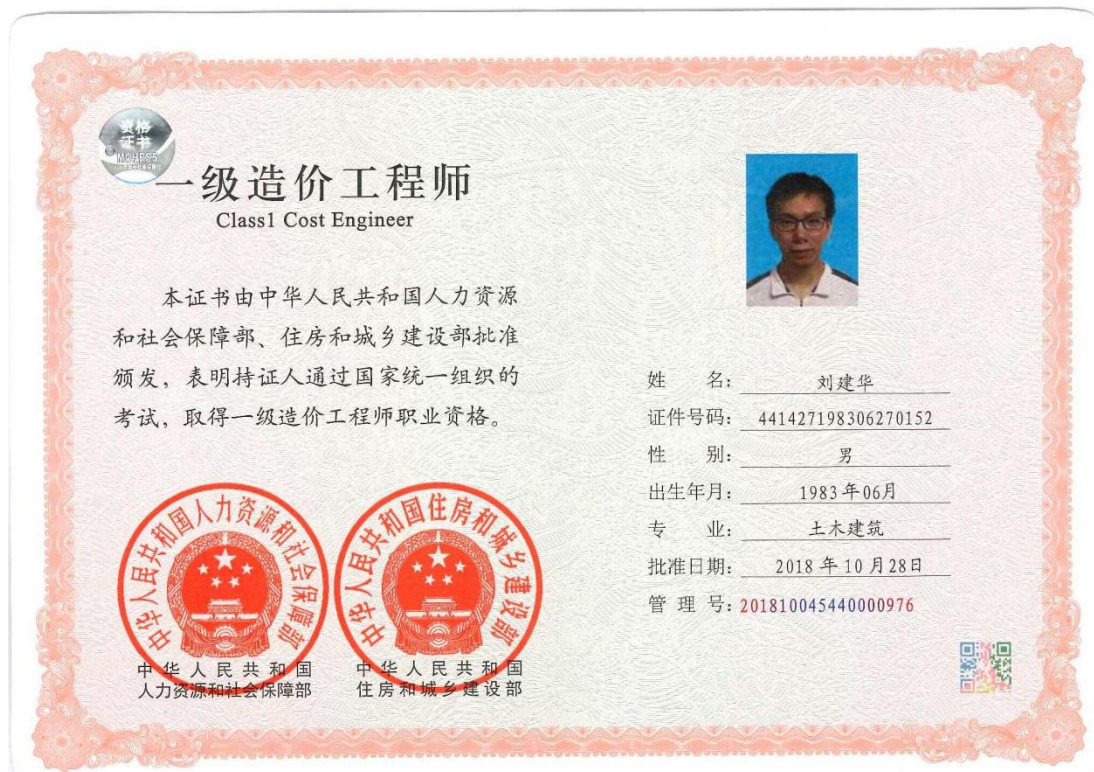 资格
证书
MOHRSS
一级造价工程师
Class1 Cost Engineer
本证书由中华人民共和国人力资源
和社会保障部、住房和城乡建设部批准
颁发，表明持证人通过国家统一组织的
考试，取得一级造价工程师职业资格。
中华人民共和国人力资源和社会保障部
中华人民共和国住房和城乡建设部
中华人民共和国
人力资源和社会保障部
中华人民共和国
住房和城乡建设部
姓 名： 刘建华
证件号码： 441427198306270152
性 别： 男
出生年月： 1983年06月
专 业： 土木建筑
批准日期： 2018年10月28日
管 理 号： 201810045440000976